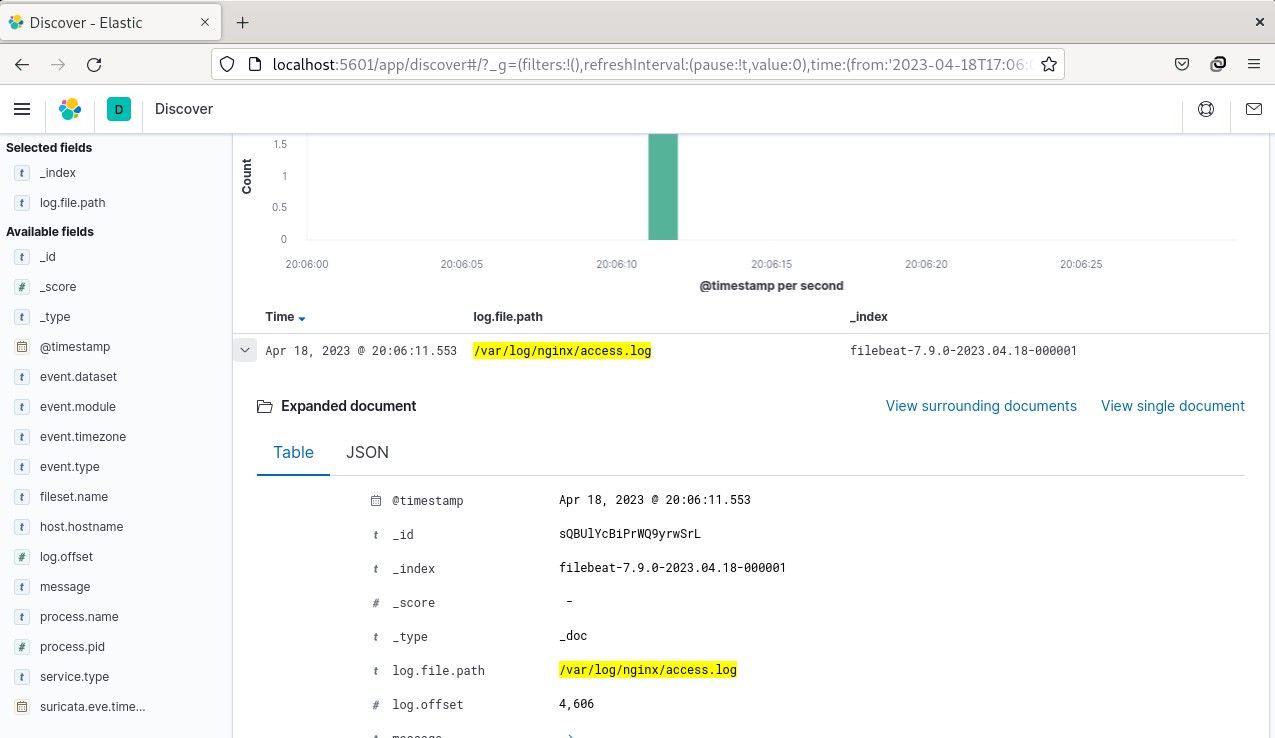 Discover - Elastic
localhost:5601/app/discover#/?_g=(filters:!(),refreshInterval:(pause:!t,value:0),time:(from:'2023-04-18T17:06:0
D Discover
Selected fields
t _index
t log.file.path
Available fields
t _id
# _score
t _type
@timestamp
t event.dataset
t event.module
t event.timezone
t event.type
t fileset.name
t host.hostname
# log.offset
t message
t process.name
# process.pid
t service.type
suricata.eve.time...
Count
1.5
1
0.5
0
20:06:00 20:06:05 20:06:10 20:06:15 20:06:20 20:06:25
@timestamp per second
Time log.file.path _index
Apr 18, 2023 @ 20:06:11.553 /var/log/nginx/access.log filebeat-7.9.0-2023.04.18-000001
Expanded document View surrounding documents View single document
Table JSON
@timestamp Apr 18, 2023 @ 20:06:11.553
t _id sQBUlYcBiPrWQ9yrwSrL
t _index filebeat-7.9.0-2023.04.18-000001
# _score -
t _type _doc
t log.file.path /var/log/nginx/access.log
# log.offset 4,606